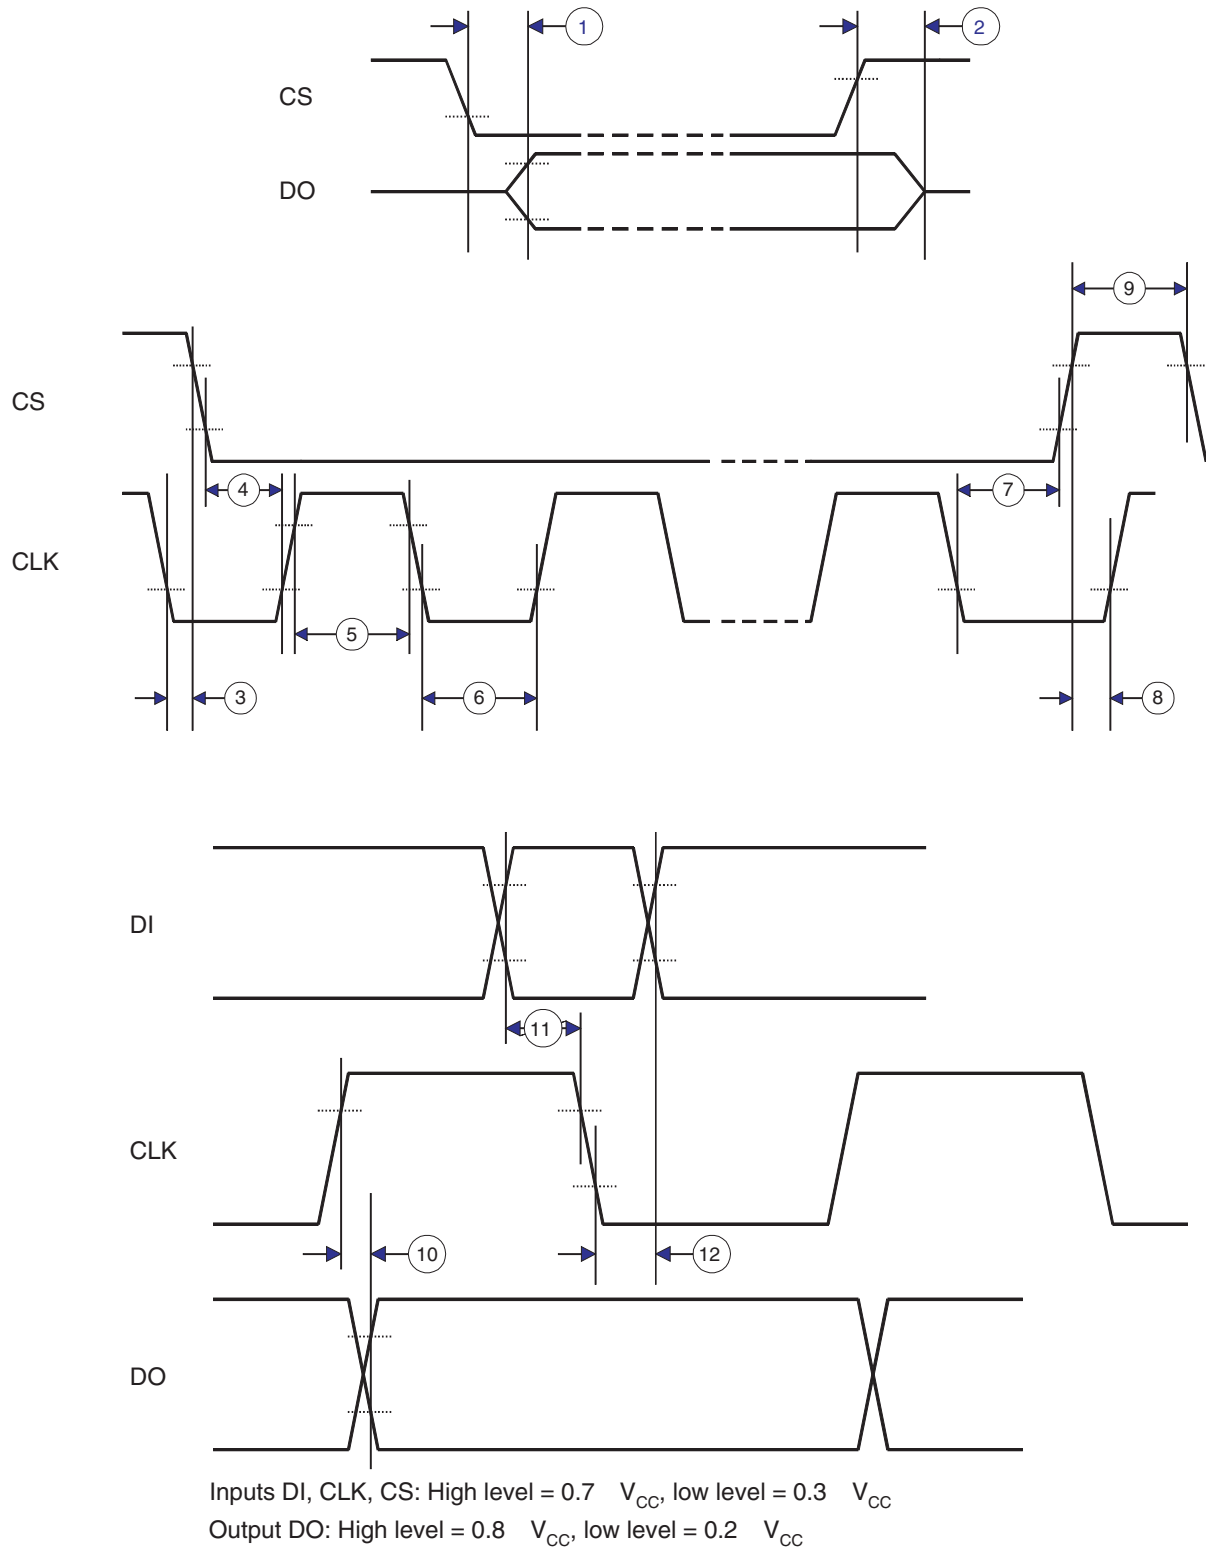 1 2
CS
DO
9
CS
4 7
CLK
5
3 6 8
DI
11
CLK
10 12
DO
Inputs DI, CLK, CS: High level = 0.7 VCC, low level = 0.3 VCC
Output DO: High level = 0.8 VCC, low level = 0.2 VCC